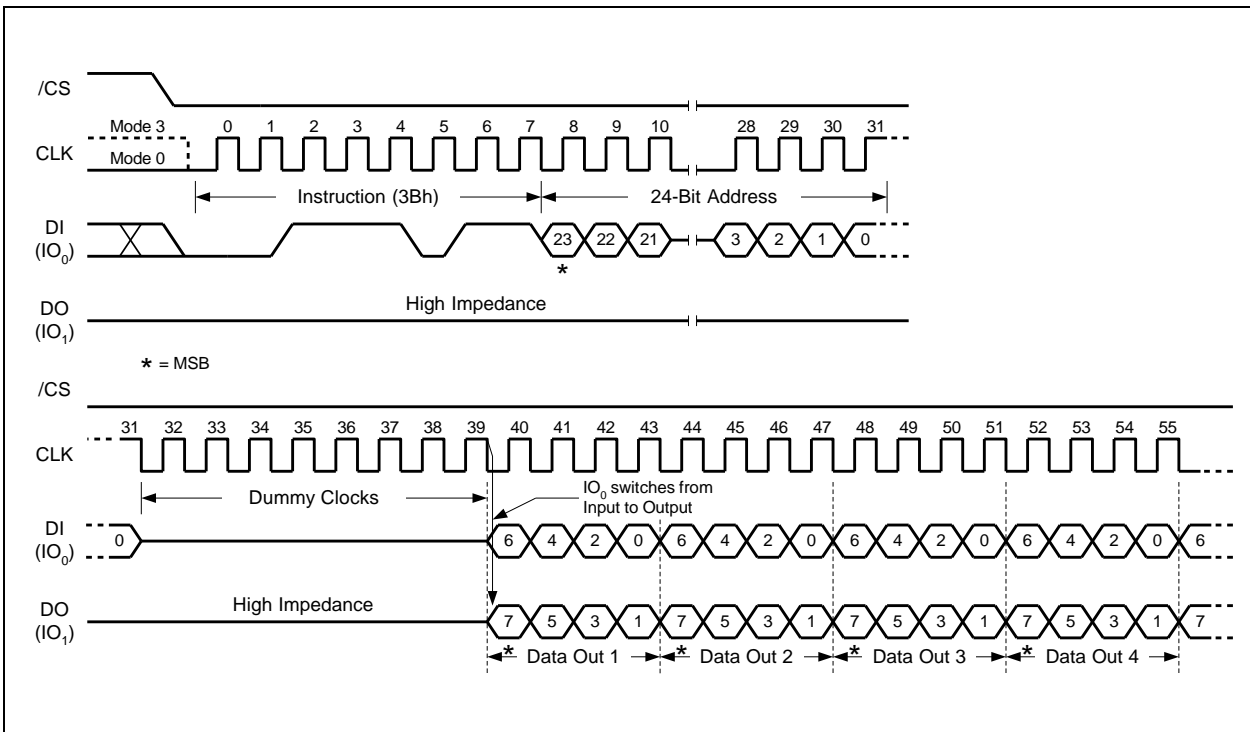 /CS
Mode 3 0 1 2 3 4 5 6 7 8 9 10 28 29 30 31
CLK
Mode 0
Instruction (3Bh) 24-Bit Address
DI
(IO0)
23 22 21 3 2 1 0
*
DO
(IO1)
High Impedance
* = MSB
/CS
31 32 33 34 35 36 37 38 39 40 41 42 43 44 45 46 47 48 49 50 51 52 53 54 55
CLK
Dummy Clocks
IO0 switches from
Input to Output
DI
(IO0)
0 6 4 2 0 6 4 2 0 6 4 2 0 6 4 2 0 6
DO
(IO1)
High Impedance
7 5 3 1 7 5 3 1 7 5 3 1 7 5 3 1 7
* Data Out 1 * Data Out 2 * Data Out 3 * Data Out 4